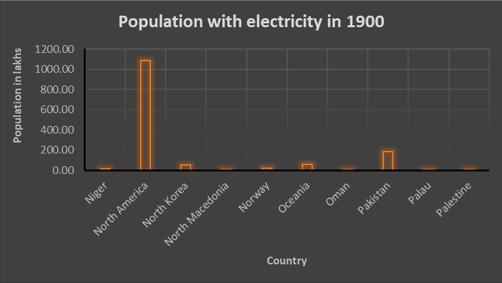 Population with electricity in 1900
Population in lakhs
1200.00
1000.00
800.00
600.00
400.00
200.00
0.00
Niger
North America
North Korea
North Macedonia
Norway
Oceania
Oman
Pakistan
Palau
Palestine
Country